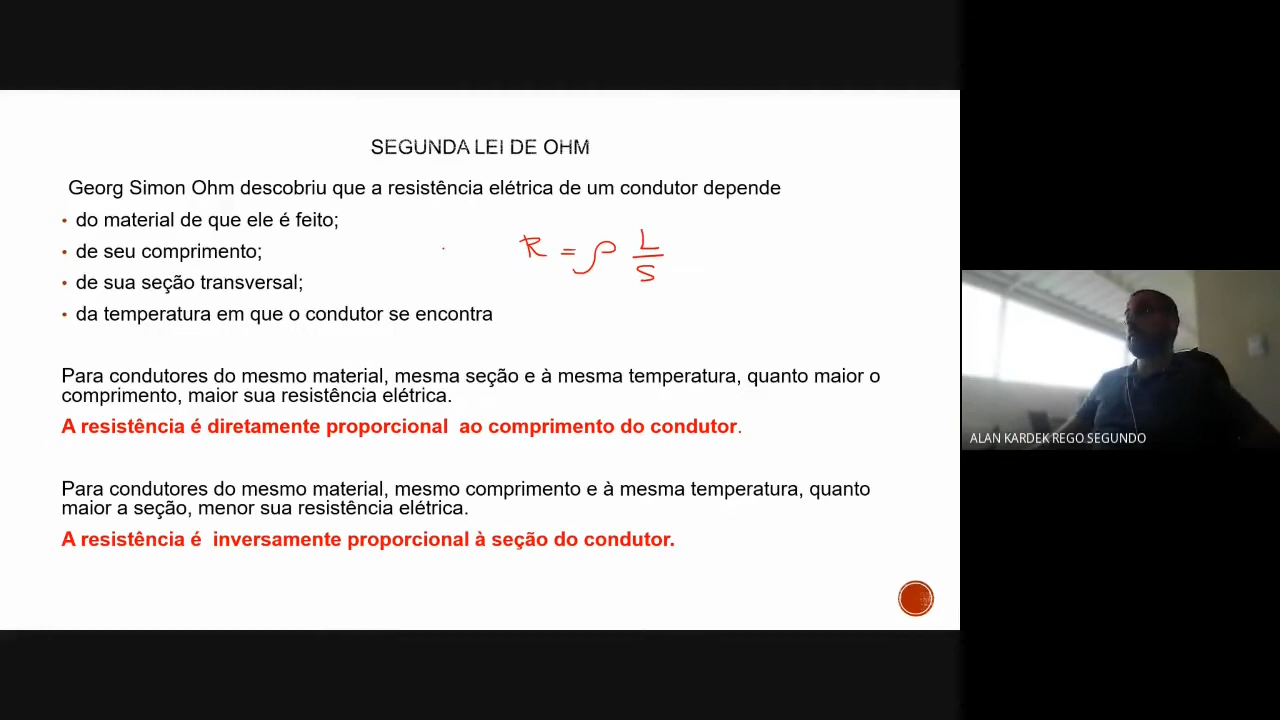 SEGUNDA LEI DE OHM
Georg Simon Ohm descobriu que a resistência elétrica de um condutor depende
• do material de que ele é feito;
• de seu comprimento;
• de sua seção transversal;
• da temperatura em que o condutor se encontra
R = ρ L/S
Para condutores do mesmo material, mesma seção e à mesma temperatura, quanto maior o
comprimento, maior sua resistência elétrica.
A resistência é diretamente proporcional  ao comprimento do condutor.
Para condutores do mesmo material, mesmo comprimento e à mesma temperatura, quanto
maior a seção, menor sua resistência elétrica.
A resistência é  inversamente proporcional à seção do condutor.
ALAN KARDEK REGO SEGUNDO